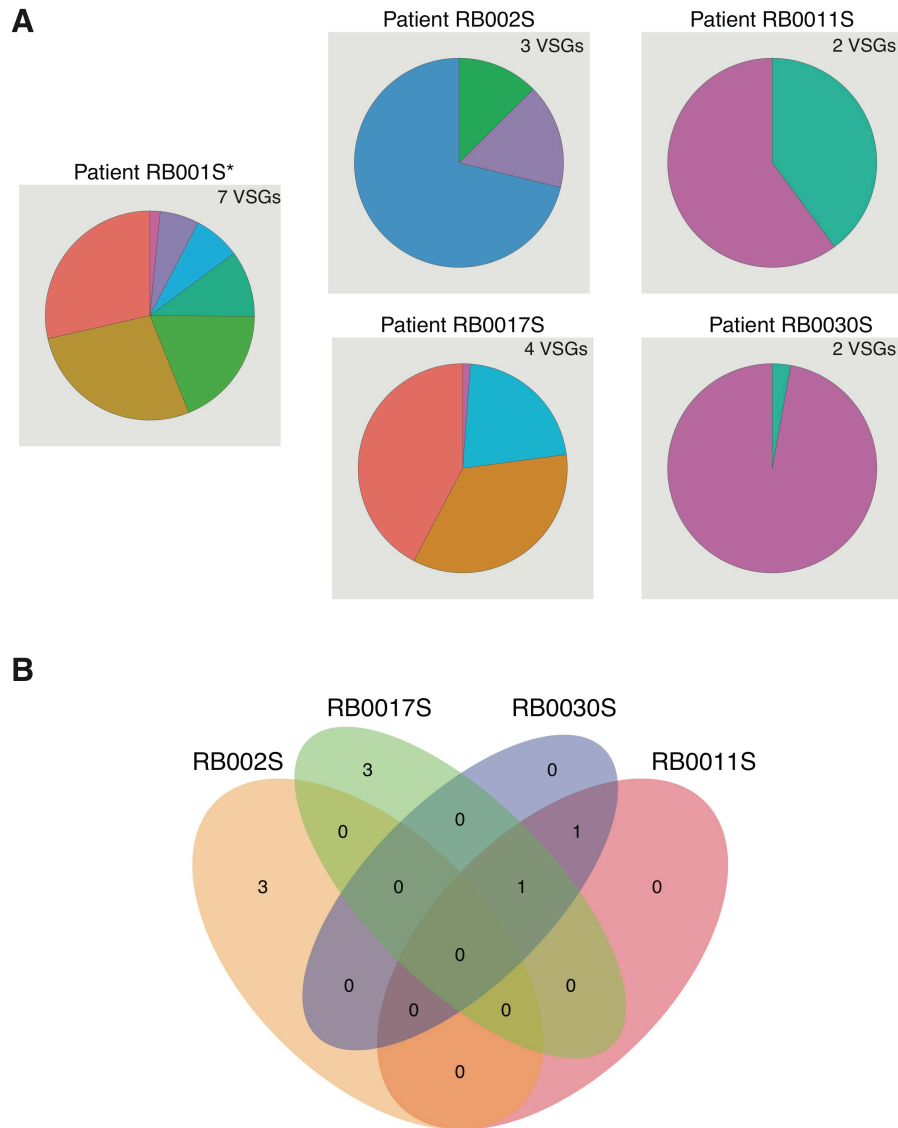 A
Patient RB001S*
7 VSGs
Patient RB002S
3 VSGs
Patient RB0011S
2 VSGs
Patient RB0017S
4 VSGs
Patient RB0030S
2 VSGs
B
RB0017S
RB0030S
RB002S
RB0011S
3
0
0
0
1
3
0
1
0
0
0
0
0
0
0